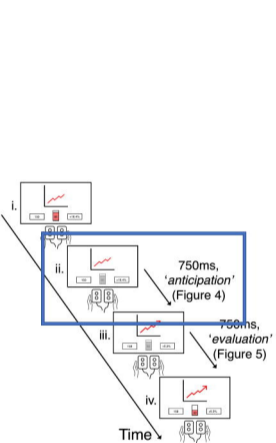 i.
ii.
750ms,
'anticipation'
(Figure 4)
iii.
750ms,
'evaluation'
(Figure 5)
iv.
Time